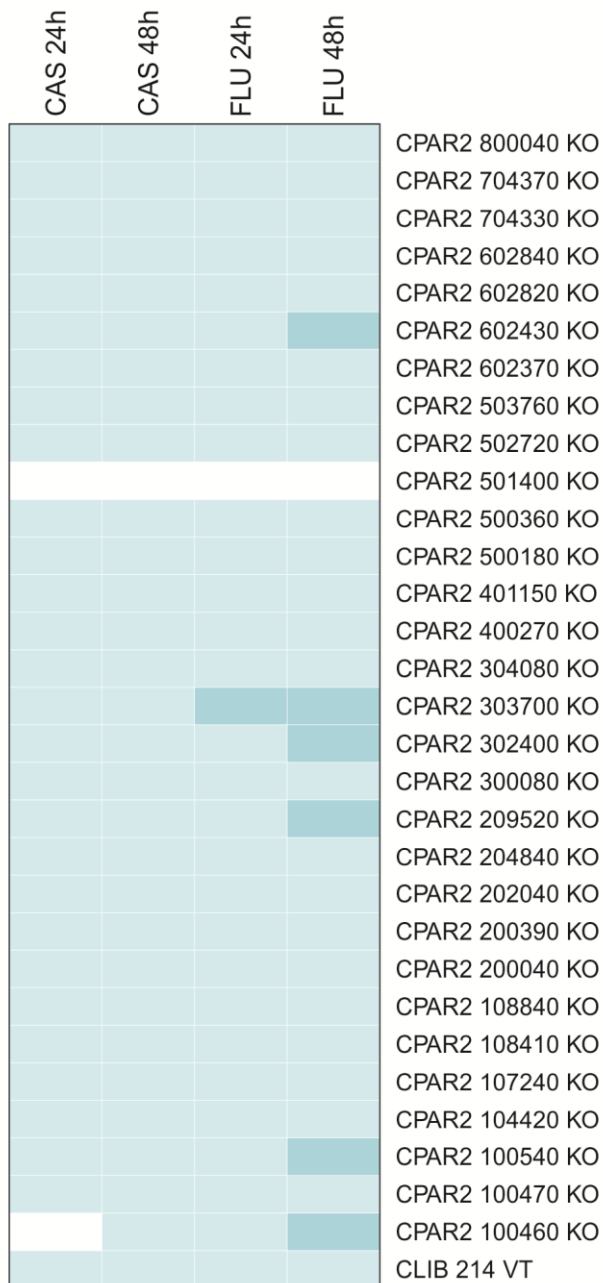 CAS 24h
CAS 48h
FLU 24h
FLU 48h
CPAR2 800040 KO
CPAR2 704370 KO
CPAR2 704330 KO
CPAR2 602840 KO
CPAR2 602820 KO
CPAR2 602430 KO
CPAR2 602370 KO
CPAR2 503760 KO
CPAR2 502720 KO
CPAR2 501400 KO
CPAR2 500360 KO
CPAR2 500180 KO
CPAR2 401150 KO
CPAR2 400270 KO
CPAR2 304080 KO
CPAR2 303700 KO
CPAR2 302400 KO
CPAR2 300080 KO
CPAR2 209520 KO
CPAR2 204840 KO
CPAR2 202040 KO
CPAR2 200390 KO
CPAR2 200040 KO
CPAR2 108840 KO
CPAR2 108410 KO
CPAR2 107240 KO
CPAR2 104420 KO
CPAR2 100540 KO
CPAR2 100470 KO
CPAR2 100460 KO
CLIB 214 VT